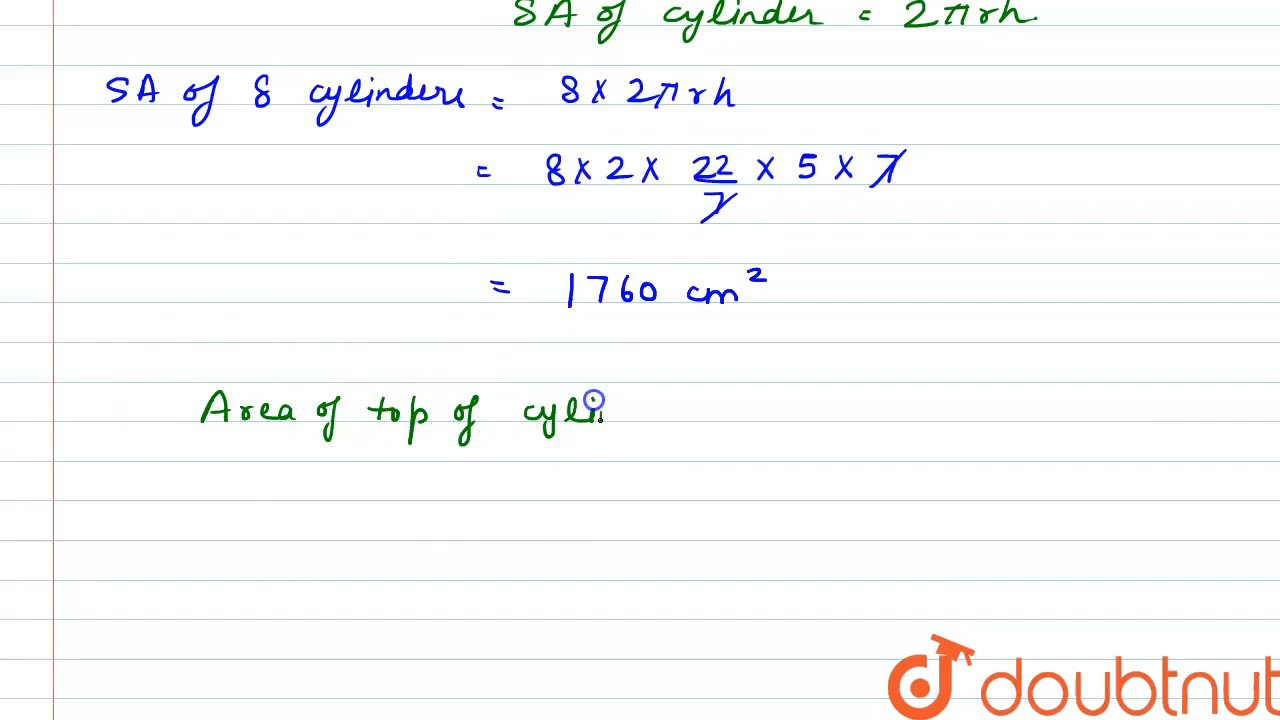 SA of cylinder = 2πrh.
SA of 8 cylinders = 8 × 2πrh
= 8 × 2 × 22/7 × 5 × 7
= 1760 cm²
Area of top of cyli
doubtnut